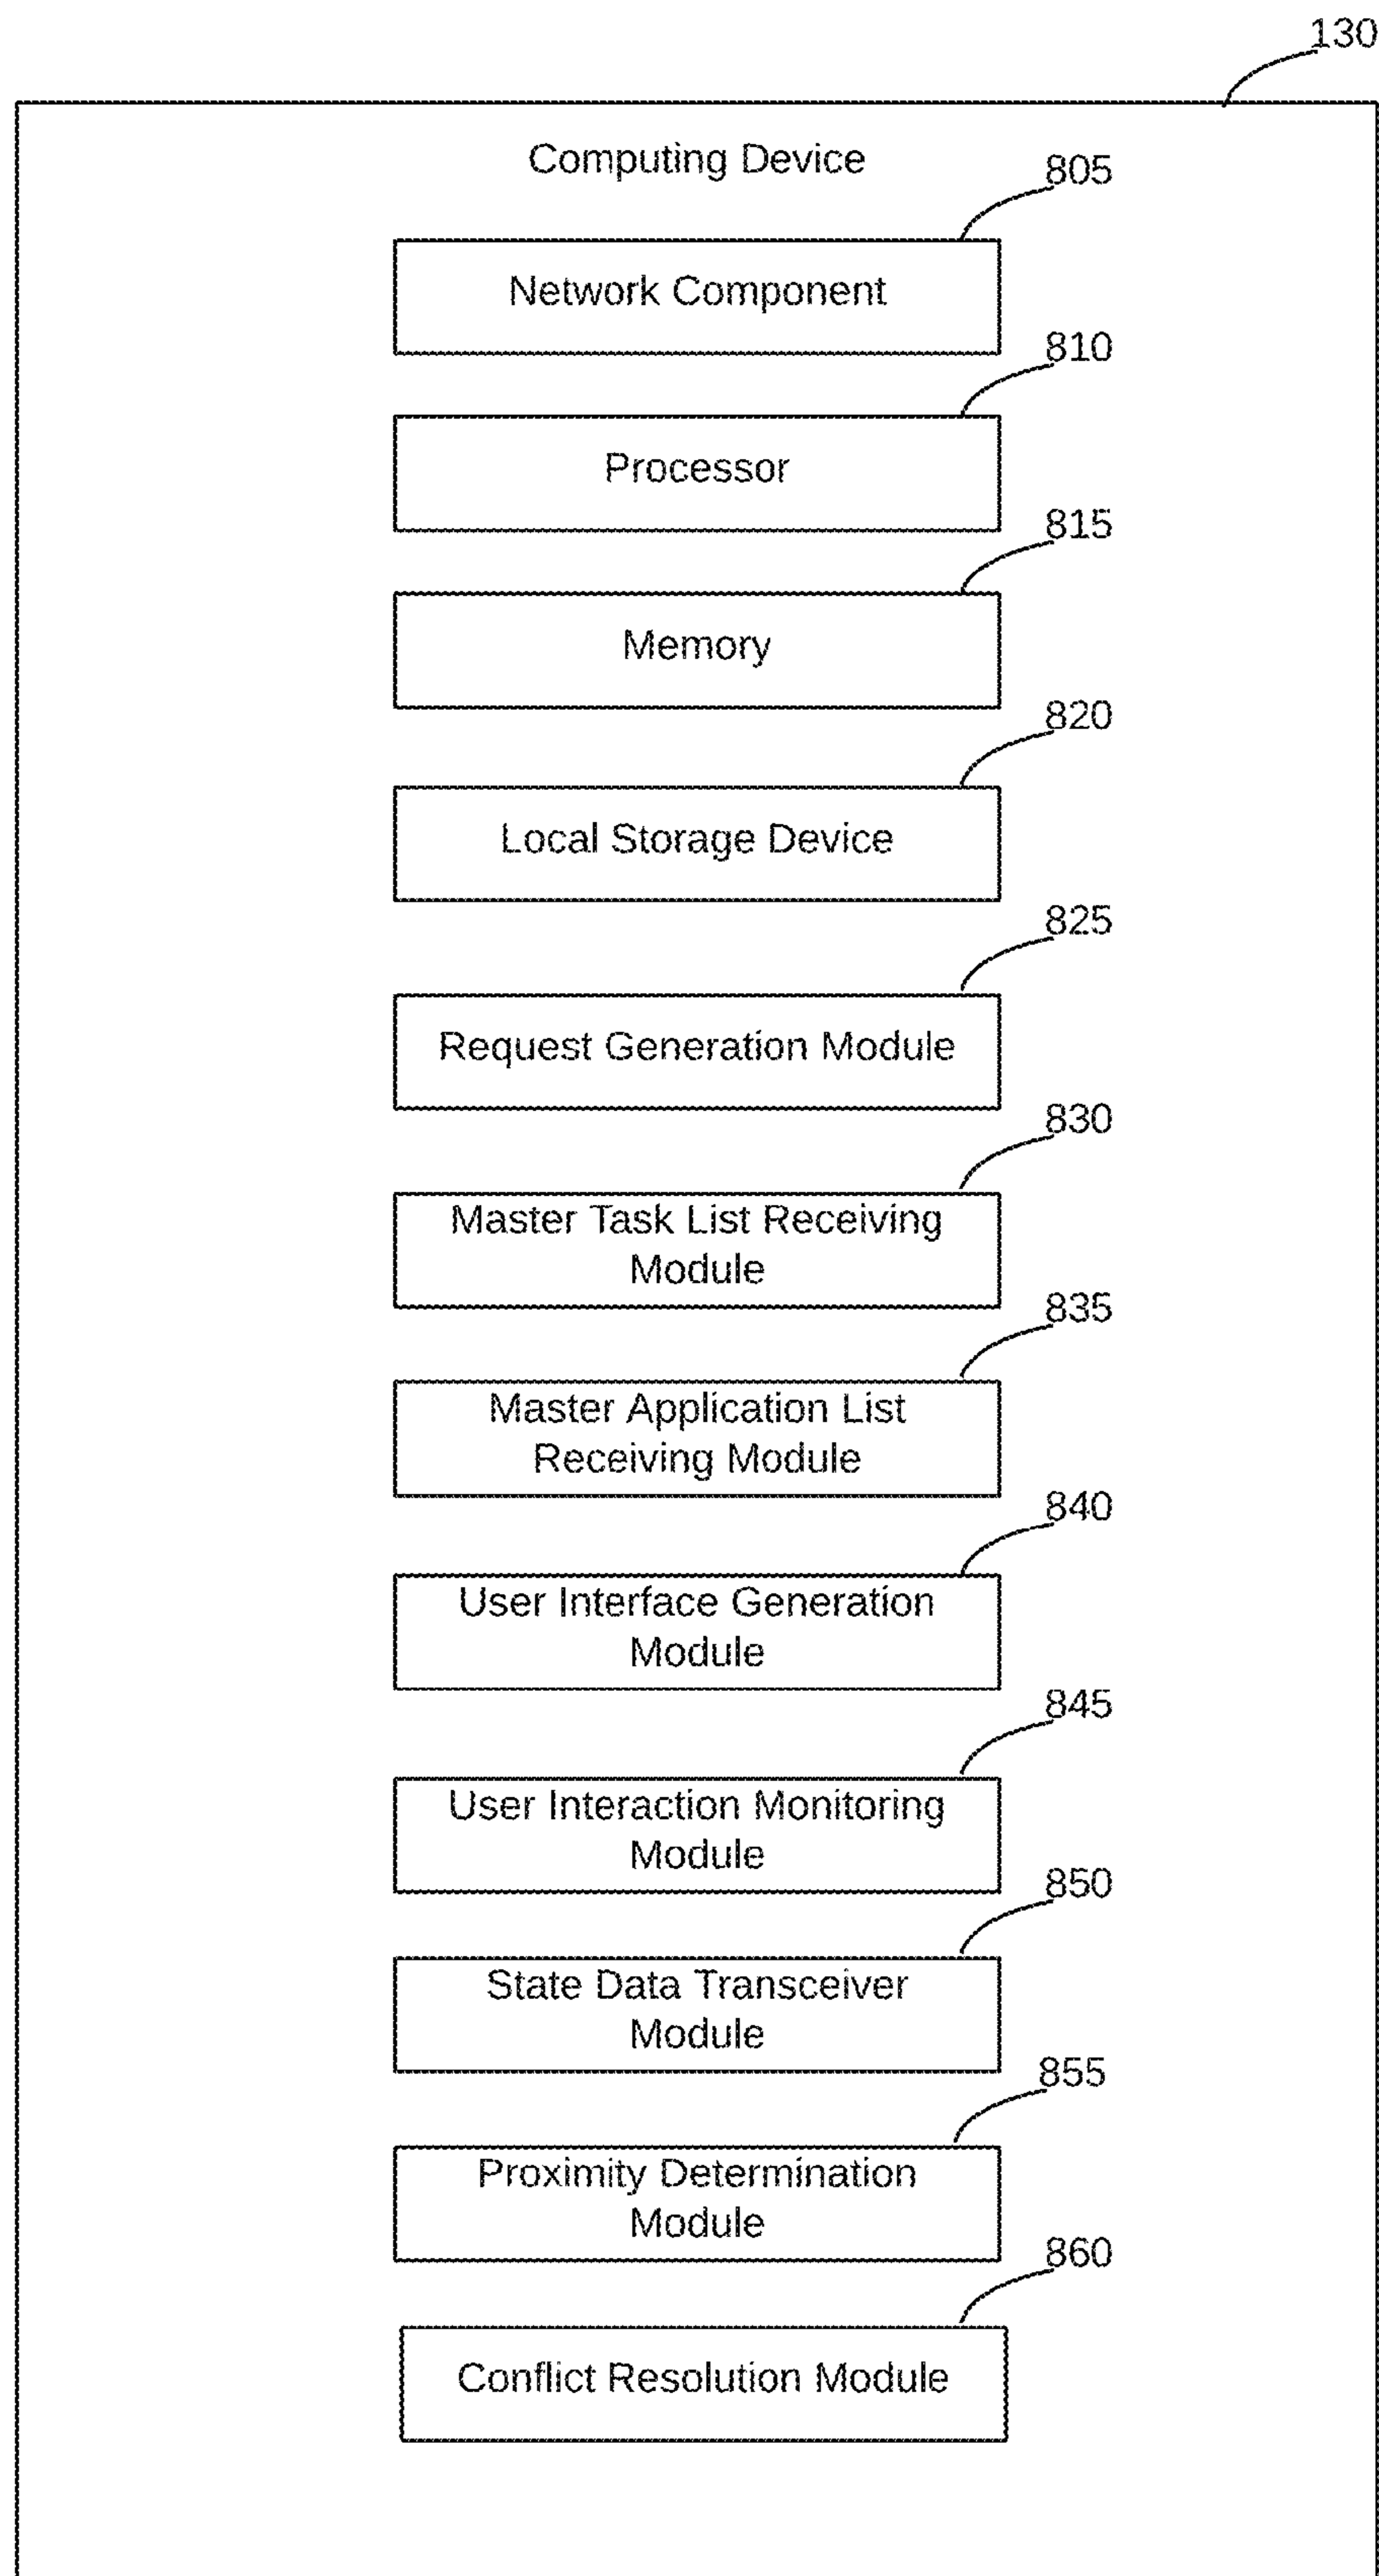 130
Computing Device
805
Network Component
810
Processor
815
Memory
820
Local Storage Device
825
Request Generation Module
830
Master Task List Receiving
Module
835
Master Application List
Receiving Module
840
User Interface Generation
Module
845
User Interaction Monitoring
Module
850
State Data Transceiver
Module
855
Proximity Determination
Module
860
Conflict Resolution Module